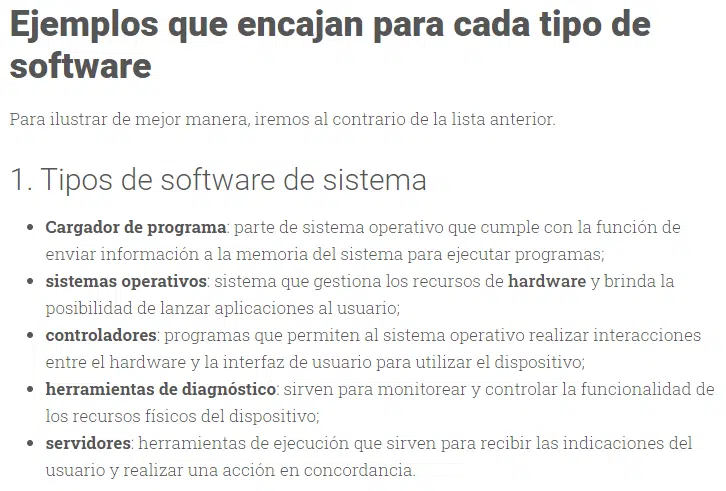 Ejemplos que encajan para cada tipo de
software
Para ilustrar de mejor manera, iremos al contrario de la lista anterior.
1. Tipos de software de sistema
• Cargador de programa: parte de sistema operativo que cumple con la función de
enviar información a la memoria del sistema para ejecutar programas;
• sistemas operativos: sistema que gestiona los recursos de hardware y brinda la
posibilidad de lanzar aplicaciones al usuario;
• controladores: programas que permiten al sistema operativo realizar interacciones
entre el hardware y la interfaz de usuario para utilizar el dispositivo;
• herramientas de diagnóstico: sirven para monitorear y controlar la funcionalidad de
los recursos físicos del dispositivo;
• servidores: herramientas de ejecución que sirven para recibir las indicaciones del
usuario y realizar una acción en concordancia.